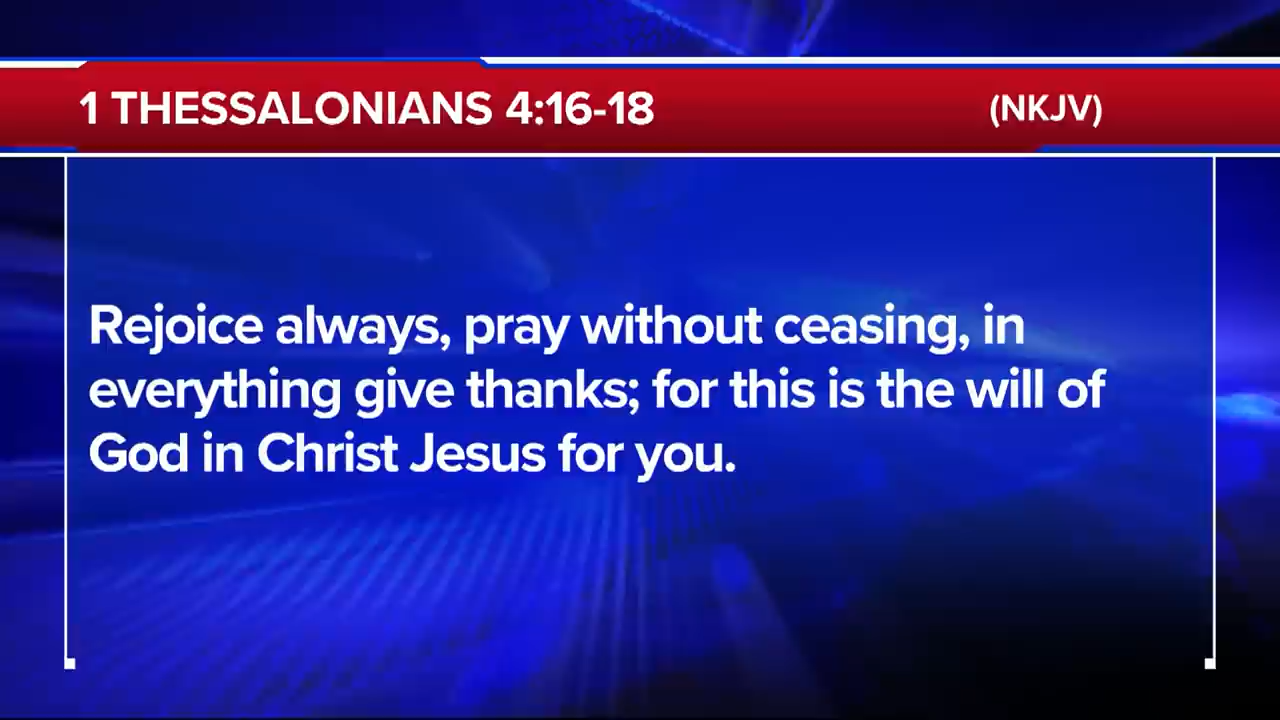 1 THESSALONIANS 4:16-18 (NKJV)
Rejoice always, pray without ceasing, in
everything give thanks; for this is the will of
God in Christ Jesus for you.